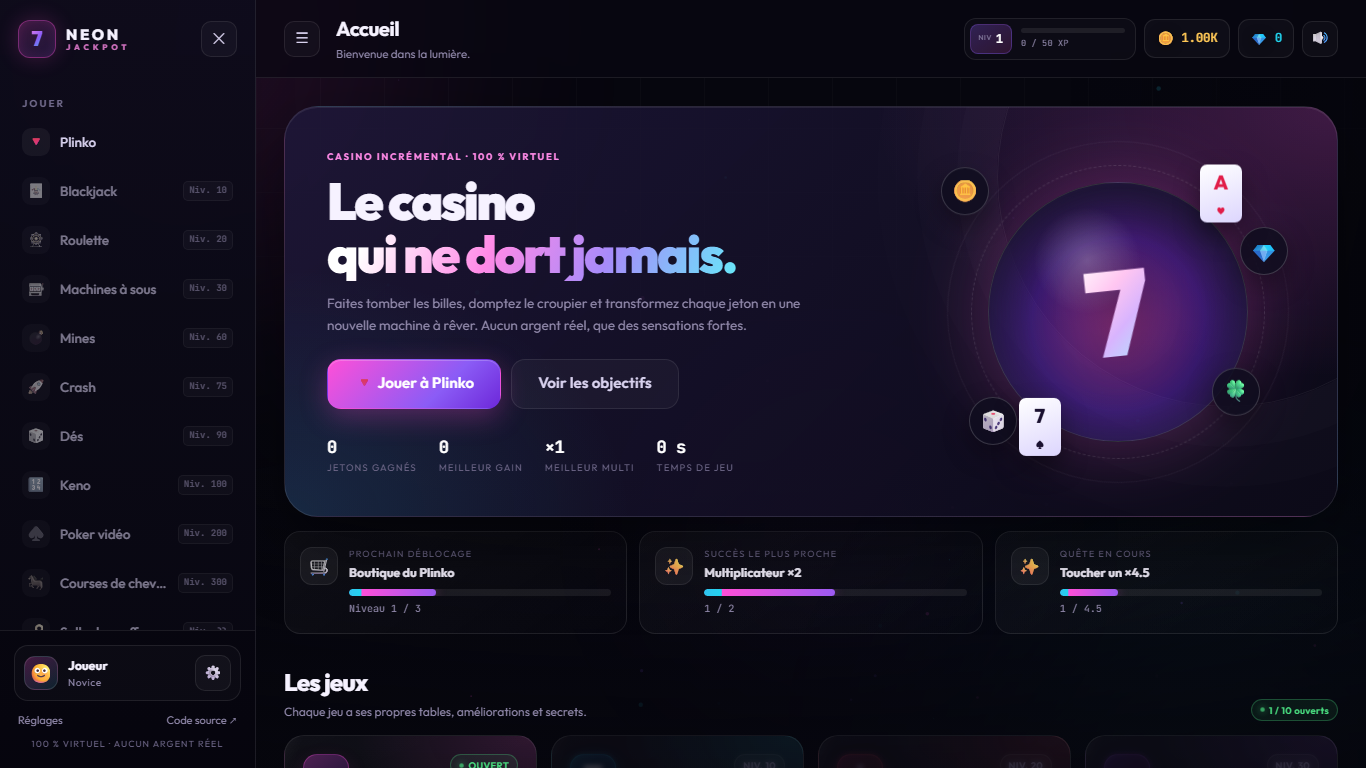 7
NEON
JACKPOT
JOUER
Plinko
Blackjack Niv. 10
Roulette Niv. 20
Machines à sous Niv. 30
Mines Niv. 60
Crash Niv. 75
Dés Niv. 90
Keno Niv. 100
Poker vidéo Niv. 200
Courses de chev... Niv. 300
Joueur
Novice
Réglages Code source ↗
100 % VIRTUEL · AUCUN ARGENT RÉEL
Accueil
Bienvenue dans la lumière.
NIV 1
0 / 50 XP
1.00K
0
CASINO INCRÉMENTAL · 100 % VIRTUEL
Le casino
qui ne dort jamais.
Faites tomber les billes, domptez le croupier et transformez chaque jeton en une
nouvelle machine à rêver. Aucun argent réel, que des sensations fortes.
Jouer à Plinko
Voir les objectifs
0 0 ×1 0 s
JETONS GAGNÉS MEILLEUR GAIN MEILLEUR MULTI TEMPS DE JEU
A
7
7
PROCHAIN DÉBLOCAGE
Boutique du Plinko
Niveau 1 / 3
SUCCÈS LE PLUS PROCHE
Multiplicateur ×2
1 / 2
QUÊTE EN COURS
Toucher un ×4.5
1 / 4.5
Les jeux
Chaque jeu a ses propres tables, améliorations et secrets.
1 / 10 ouverts
OUVERT
NIV. 10
NIV. 20